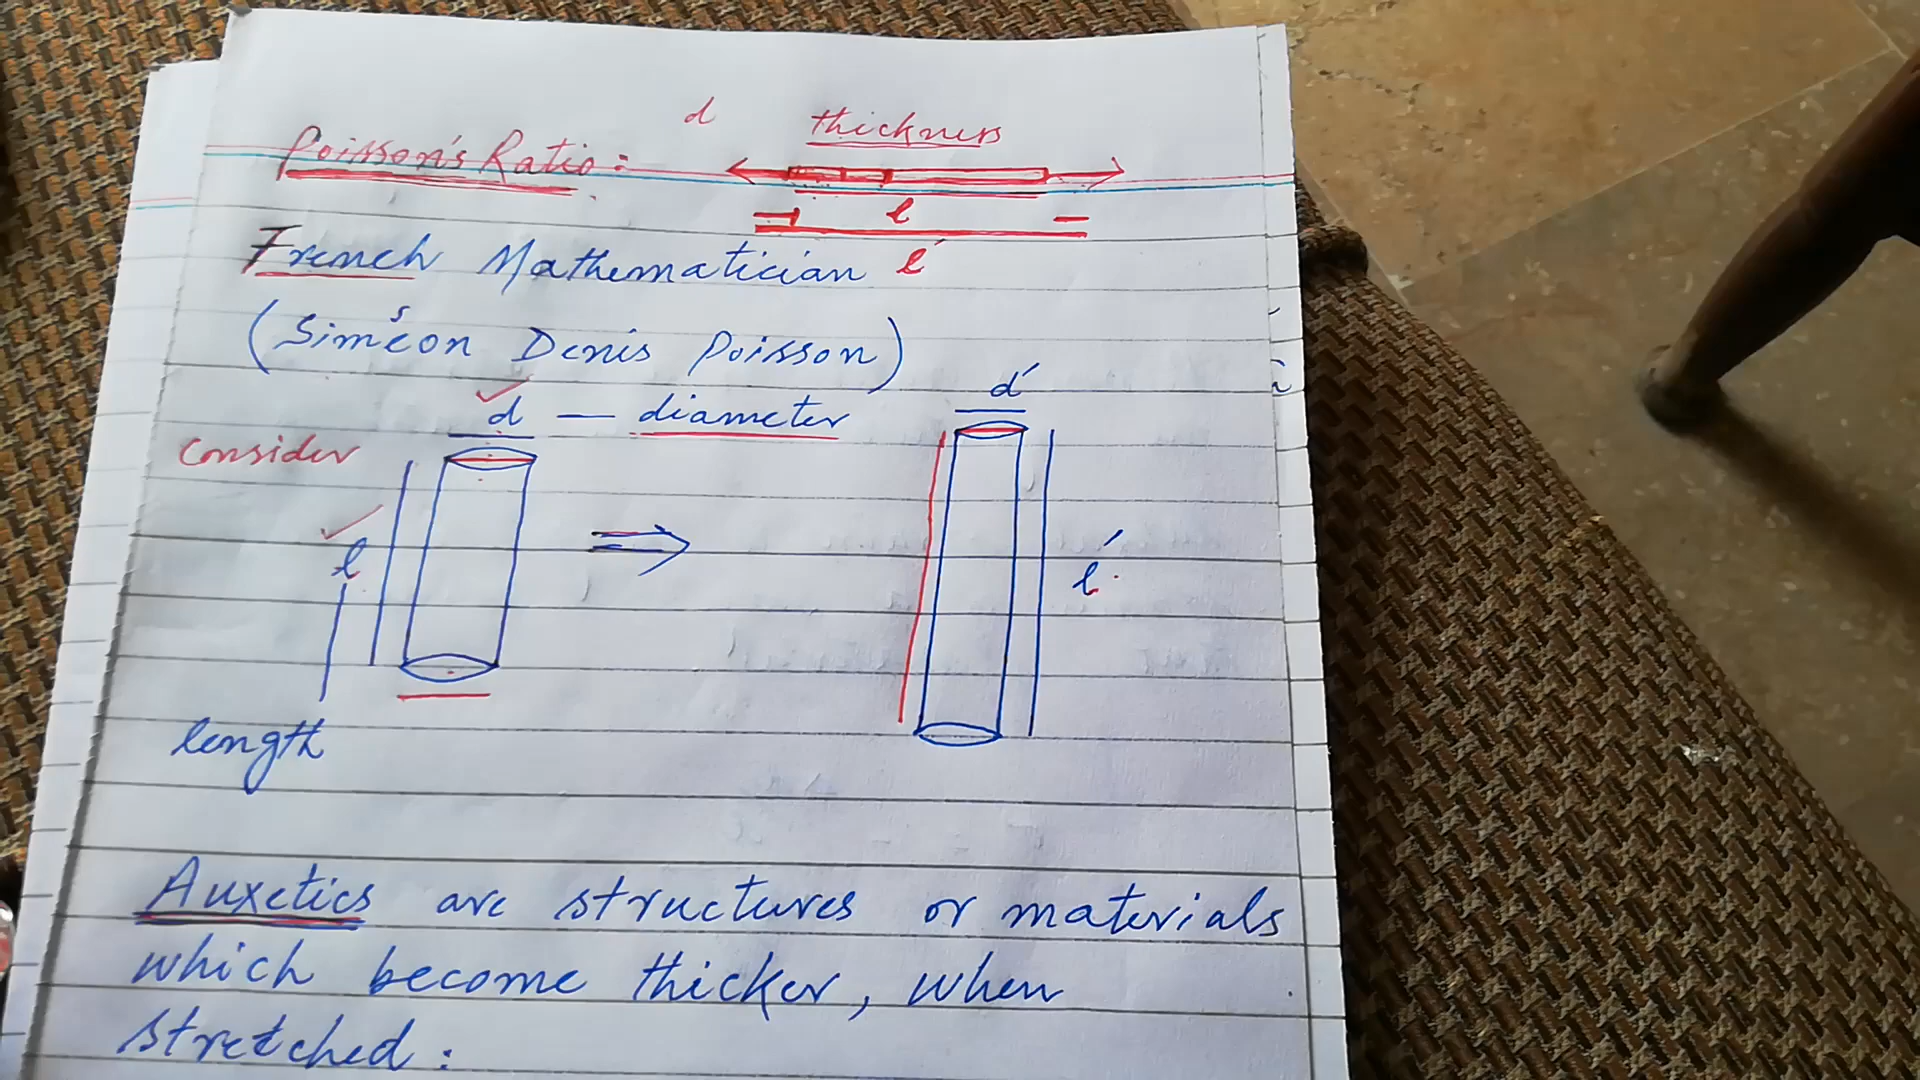 d thickness
Poisson's Ratio:
l
French Mathematician l'
(Siméon Denis Poisson)
d — diameter d'
Consider
l l'
length
Auxetics are structures or materials
which become thicker, when
stretched: